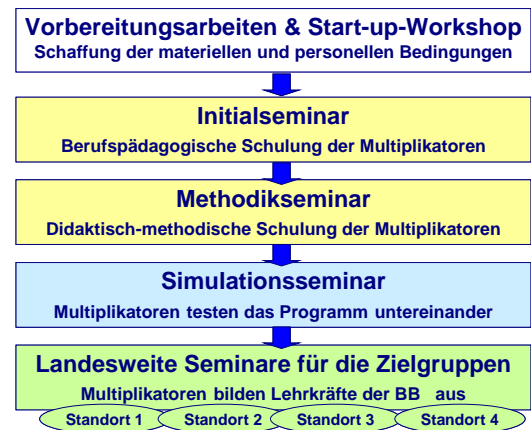 Vorbereitungsarbeiten & Start-up-Workshop
Schaffung der materiellen und personellen Bedingungen
Initialseminar
Berufspädagogische Schulung der Multiplikatoren
Methodikseminar
Didaktisch-methodische Schulung der Multiplikatoren
Simulationsseminar
Multiplikatoren testen das Programm untereinander
Landesweite Seminare für die Zielgruppen
Multiplikatoren bilden Lehrkräfte der BB aus
Standort 1 Standort 2 Standort 3 Standort 4